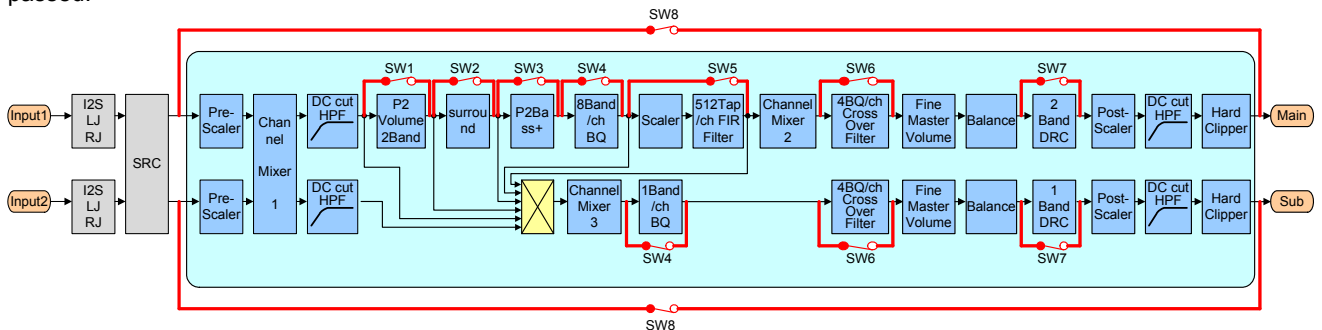 passed.
SW8
SW1
SW2
SW3
SW4
SW5
SW6
SW7
Input1
I2S
LJ
RJ
SRC
Pre-
Scaler
Chan
nel
Mixer
1
DC cut
HPF
P2
Volume
2Band
surrou
nd
P2Ba
ss+
8Band
/ch
BQ
Scaler
512Tap
/ch FIR
Filter
Channel
Mixer
2
4BQ/ch
Cross
Over
Filter
Fine
Master
Volume
Balance
2
Band
DRC
Post-
Scaler
DC cut
HPF
Hard
Clipper
Main
Input2
I2S
LJ
RJ
Pre-
Scaler
DC cut
HPF
Channel
Mixer
3
1Band
/ch
BQ
4BQ/ch
Cross
Over
Filter
Fine
Master
Volume
Balance
1
Band
DRC
Post-
Scaler
DC cut
HPF
Hard
Clipper
Sub
SW4
SW6
SW7
SW8